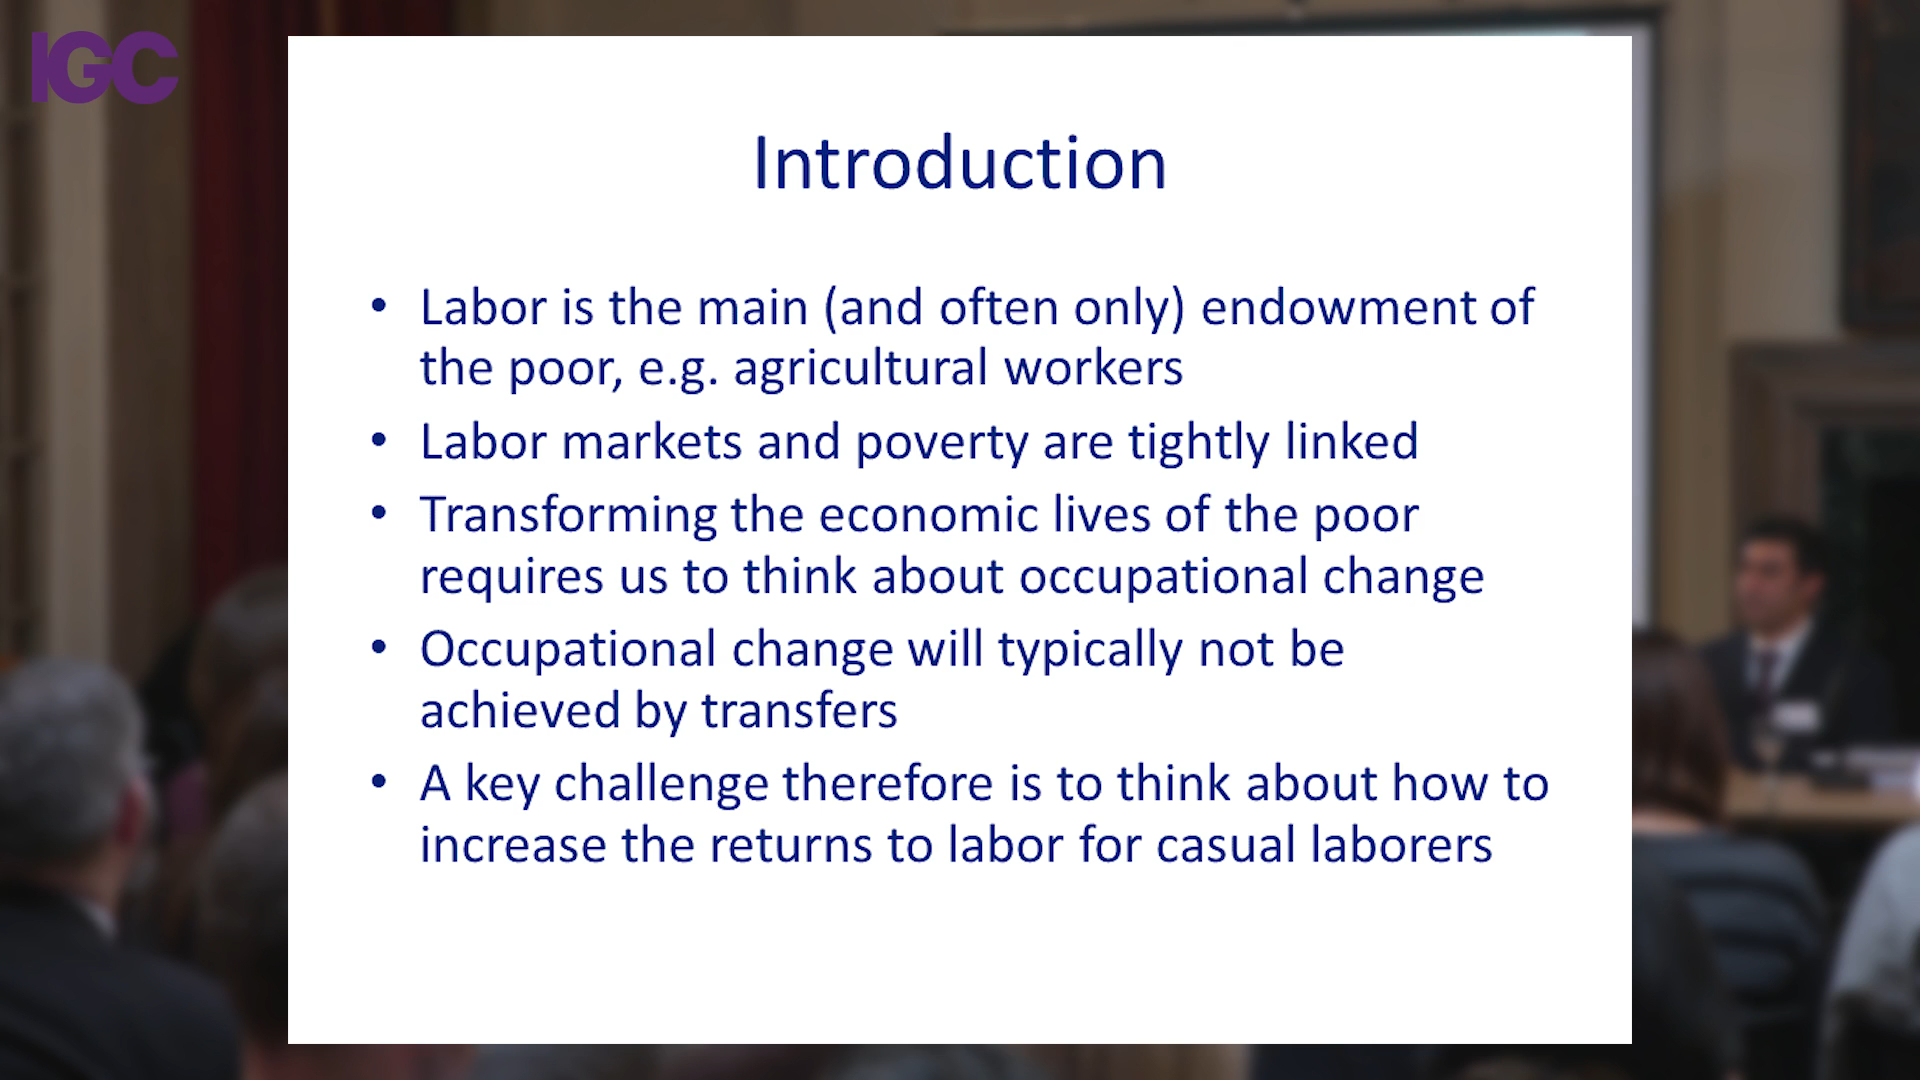 IGC
Introduction
• Labor is the main (and often only) endowment of
the poor, e.g. agricultural workers
• Labor markets and poverty are tightly linked
• Transforming the economic lives of the poor
requires us to think about occupational change
• Occupational change will typically not be
achieved by transfers
• A key challenge therefore is to think about how to
increase the returns to labor for casual laborers